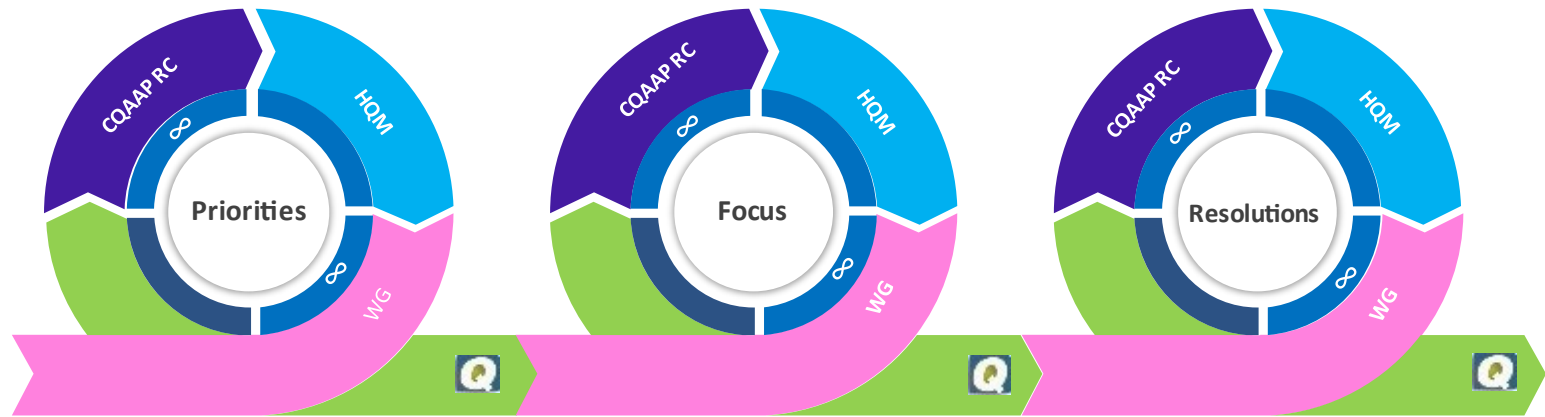 CQAAP RC
HQM
∞
Priorities
∞
WG
Q
CQAAP RC
HQM
∞
Focus
∞
WG
Q
CQAAP RC
HQM
∞
Resolutions
∞
WG
Q